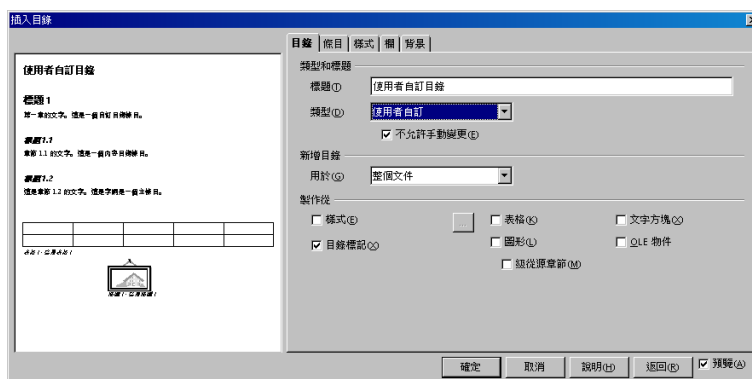 插入目錄
使用者自訂目錄
標題 1
第一章的文字。這是一個自訂目錄條目。
標題1.1
章節 1.1 的文字。這是一個內容目錄條目。
標題1.2
這是章節 1.2 的文字。這個字詞是一個主條目。
目錄 條目 樣式 欄 背景
類型和標題
標題(T) 使用者自訂目錄
類型(D) 使用者自訂
不允許手動變更(E)
新增目錄
用於(G) 整個文件
製作從
樣式(E) ... 表格(K) 文字方塊(X)
目錄標記(X) 圖形(L) OLE 物件
組從源章節(M)
確定 取消 說明(H) 返回(R) 預覽(A)